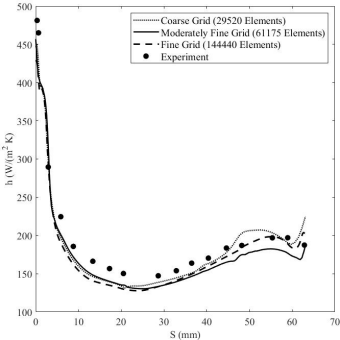 Coarse Grid (29520 Elements)
Moderately Fine Grid (61175 Elements)
Fine Grid (144440 Elements)
Experiment
500
450
400
350
300
250
200
150
100
h (W/(m² K)
0
10
20
30
40
50
60
70
S (mm)